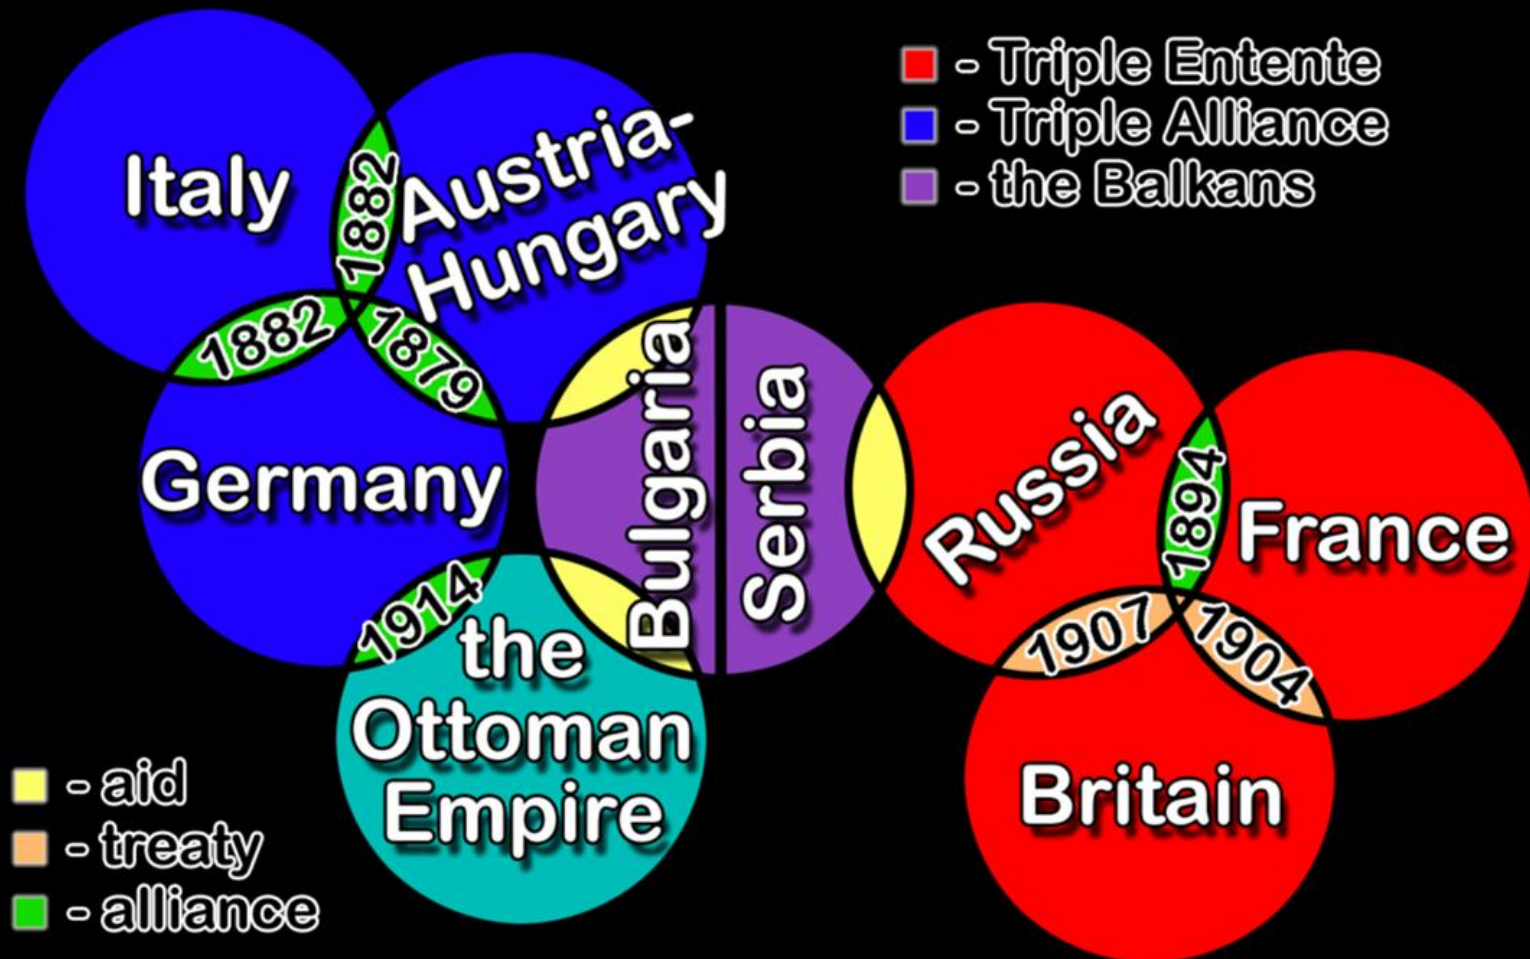 Italy
1882
Austria-
Hungary
1882
1879
Germany
1914
the
Ottoman
Empire
Bulgaria
Serbia
Russia
1894
France
1907
1904
Britain
- Triple Entente
- Triple Alliance
- the Balkans
- aid
- treaty
- alliance